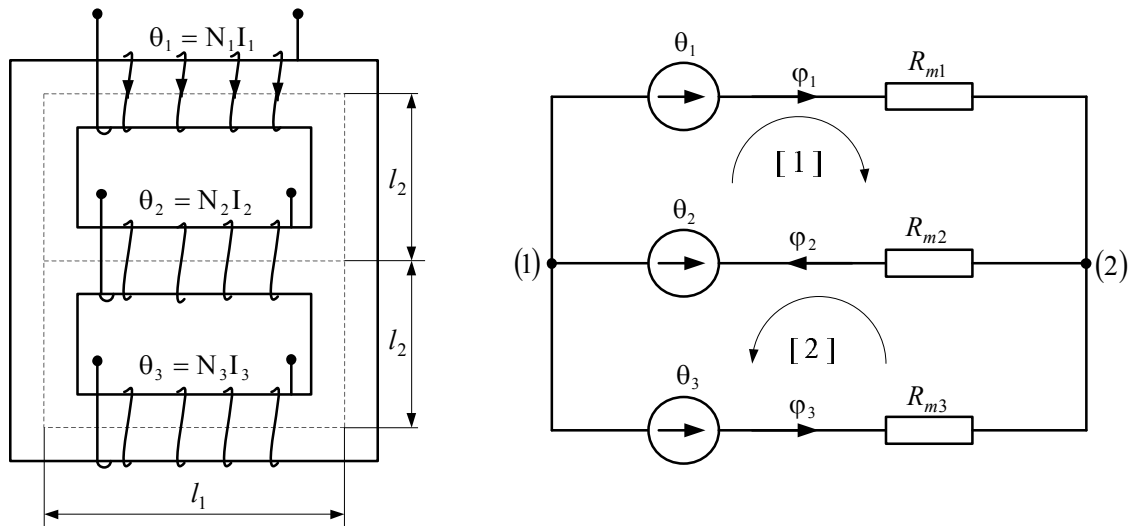 θ₁ = N₁I₁
l₂
θ₂ = N₂I₂
l₂
θ₃ = N₃I₃
l₁
θ₁
φ₁
Rₘ₁
[ 1 ]
θ₂
φ₂
Rₘ₂
(1)
(2)
[ 2 ]
θ₃
φ₃
Rₘ₃